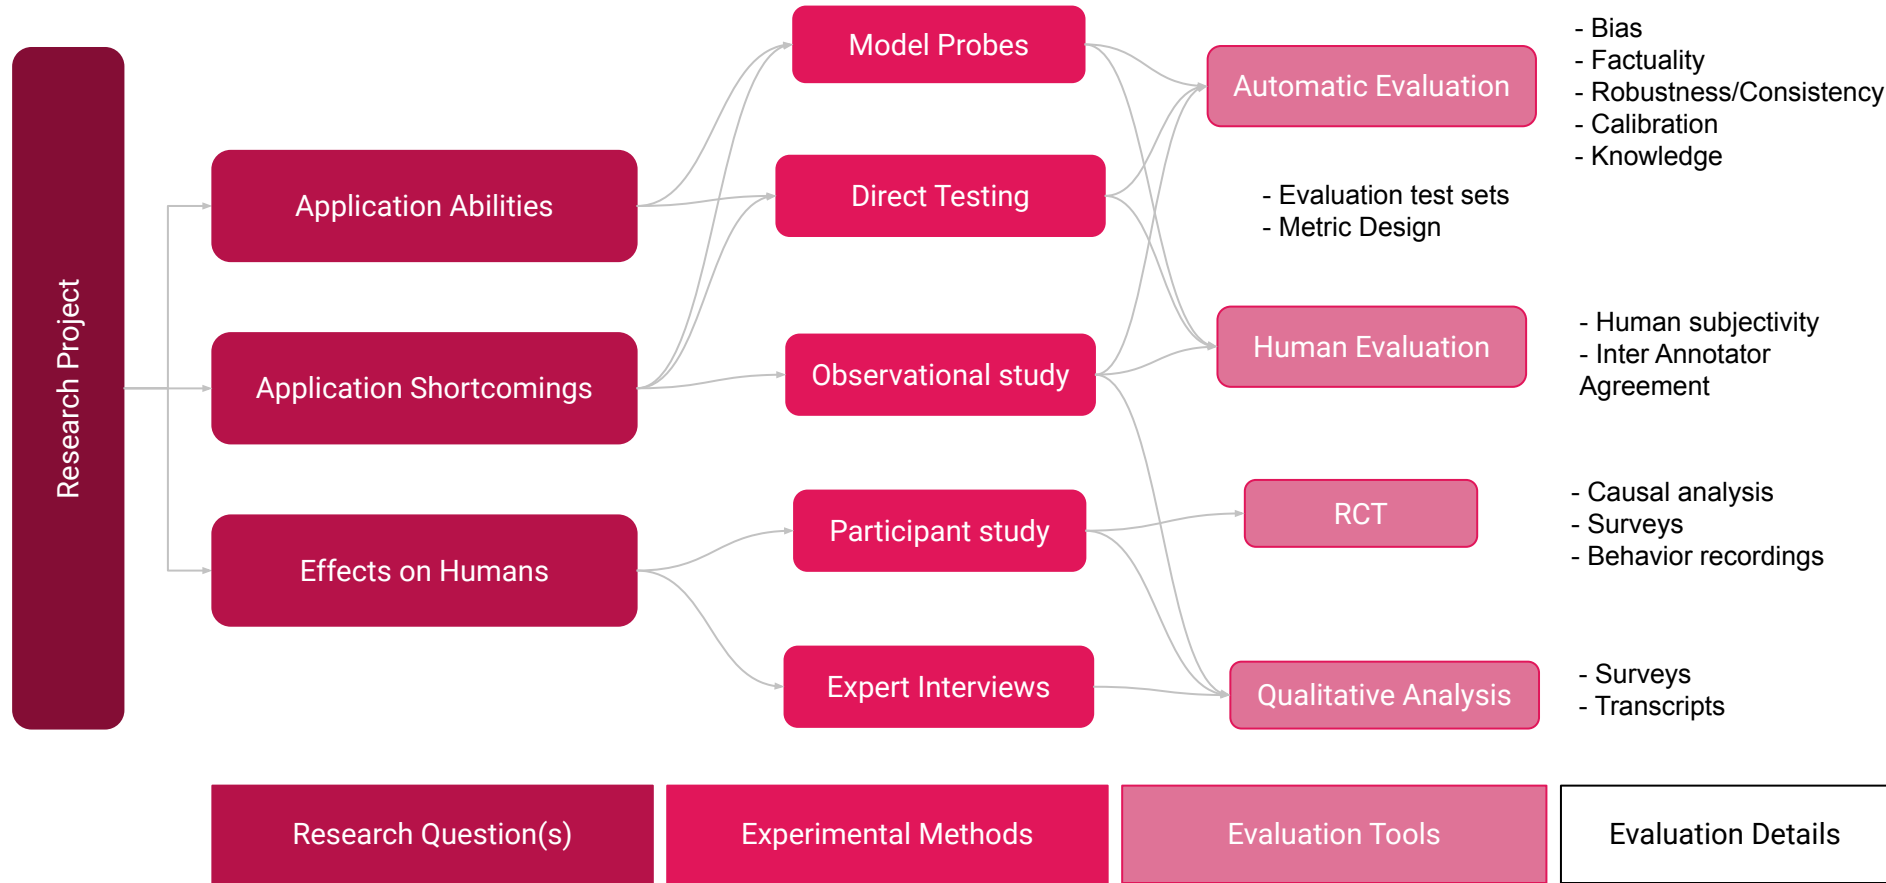 Research Project
Application Abilities
Application Shortcomings
Effects on Humans
Model Probes
Direct Testing
Observational study
Participant study
Expert Interviews
Automatic Evaluation
- Evaluation test sets
- Metric Design
Human Evaluation
RCT
Qualitative Analysis
- Bias
- Factuality
- Robustness/Consistency
- Calibration
- Knowledge
- Human subjectivity
- Inter Annotator
Agreement
- Causal analysis
- Surveys
- Behavior recordings
- Surveys
- Transcripts
Research Question(s)
Experimental Methods
Evaluation Tools
Evaluation Details